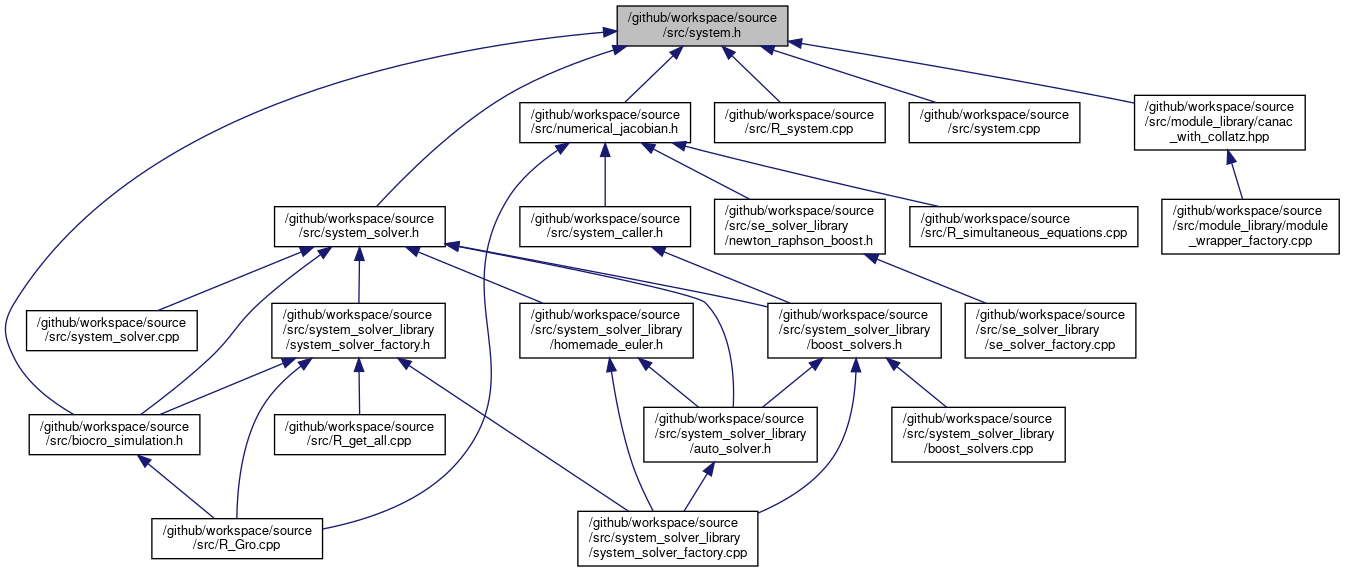 /github/workspace/source
/src/system.h
/github/workspace/source
/src/numerical_jacobian.h
/github/workspace/source
/src/R_system.cpp
/github/workspace/source
/src/system.cpp
/github/workspace/source
/src/module_library/canac
_with_collatz.hpp
/github/workspace/source
/src/system_solver.h
/github/workspace/source
/src/system_caller.h
/github/workspace/source
/src/se_solver_library
/newton_raphson_boost.h
/github/workspace/source
/src/R_simultaneous_equations.cpp
/github/workspace/source
/src/module_library/module
_wrapper_factory.cpp
/github/workspace/source
/src/system_solver.cpp
/github/workspace/source
/src/system_solver_library
/system_solver_factory.h
/github/workspace/source
/src/system_solver_library
/homemade_euler.h
/github/workspace/source
/src/system_solver_library
/boost_solvers.h
/github/workspace/source
/src/se_solver_library
/se_solver_factory.cpp
/github/workspace/source
/src/biocro_simulation.h
/github/workspace/source
/src/R_get_all.cpp
/github/workspace/source
/src/system_solver_library
/auto_solver.h
/github/workspace/source
/src/system_solver_library
/boost_solvers.cpp
/github/workspace/source
/src/R_Gro.cpp
/github/workspace/source
/src/system_solver_library
/system_solver_factory.cpp